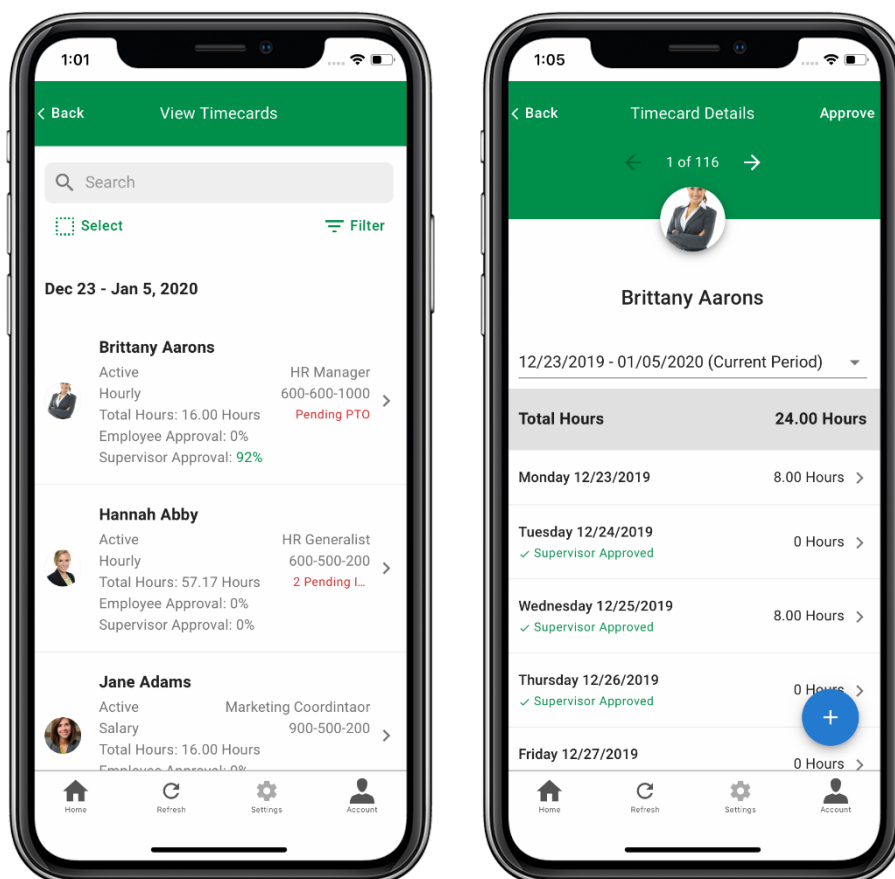 1:01
Back View Timecards
Search
Select Filter
Dec 23 - Jan 5, 2020
Brittany Aarons
Active HR Manager
Hourly 600-600-1000
Total Hours: 16.00 Hours Pending PTO
Employee Approval: 0%
Supervisor Approval: 92%
Hannah Abby
Active HR Generalist
Hourly 600-500-200
Total Hours: 57.17 Hours 2 Pending I...
Employee Approval: 0%
Supervisor Approval: 0%
Jane Adams
Active Marketing Coordintaor
Salary 900-500-200
Total Hours: 16.00 Hours
Employee Approval: 0%
Home Refresh Settings Account
1:05
Back Timecard Details Approve
1 of 116
Brittany Aarons
12/23/2019 - 01/05/2020 (Current Period)
Total Hours 24.00 Hours
Monday 12/23/2019 8.00 Hours
Tuesday 12/24/2019 0 Hours
Supervisor Approved
Wednesday 12/25/2019 8.00 Hours
Supervisor Approved
Thursday 12/26/2019 0 Hours
Supervisor Approved
Friday 12/27/2019 0 Hours
Home Refresh Settings Account